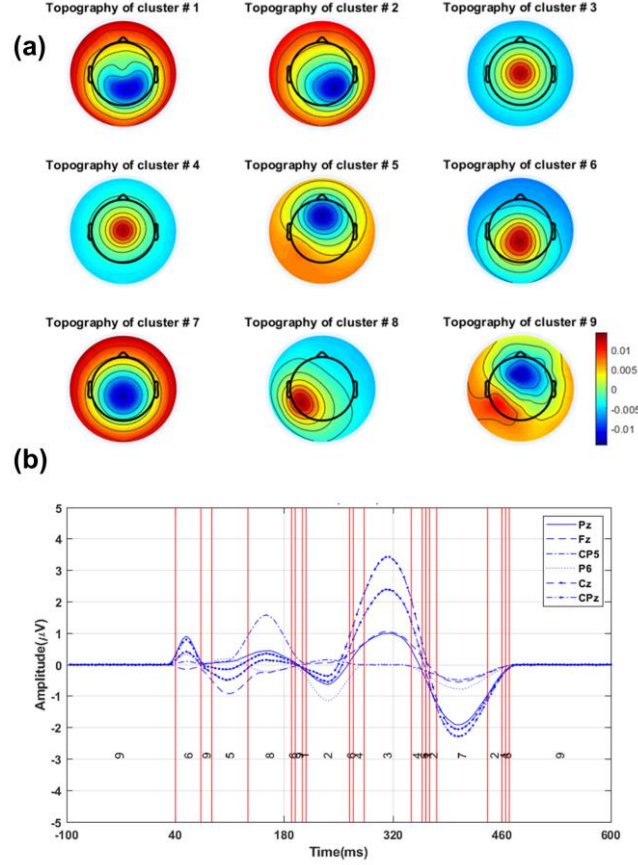 (a)
Topography of cluster # 1
Topography of cluster # 2
Topography of cluster # 3
Topography of cluster # 4
Topography of cluster # 5
Topography of cluster # 6
Topography of cluster # 7
Topography of cluster # 8
Topography of cluster # 9
0.01
0.005
0
-0.005
-0.01
(b)
5
4
3
2
1
0
-1
-2
-3
-4
-5
Amplitude(μV)
Pz
Fz
CP5
P6
Cz
CPz
9
6
9
5
8
6
1
2
6
4
3
4
2
7
2
9
-100
40
180
320
460
600
Time(ms)